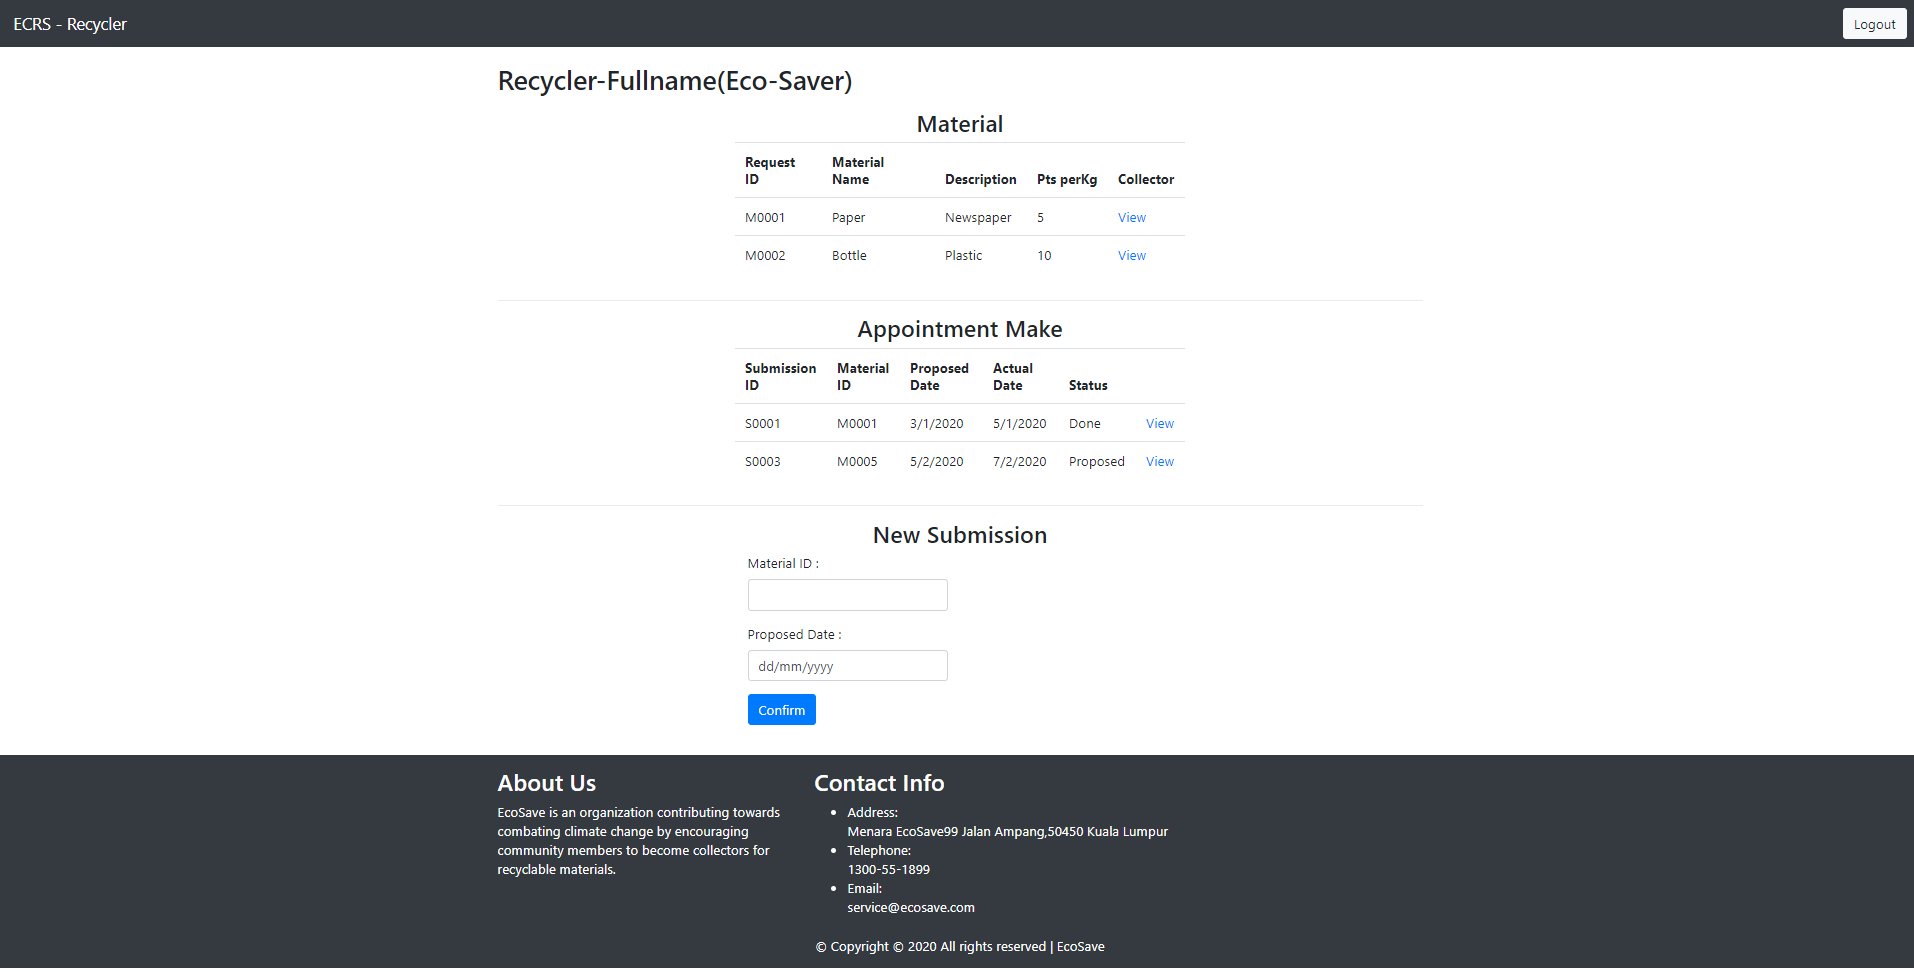 ECRS - Recycler
Logout
Recycler-Fullname(Eco-Saver)
Material
Request ID Material Name Description Pts perKg Collector
M0001 Paper Newspaper 5 View
M0002 Bottle Plastic 10 View
Appointment Make
Submission ID Material ID Proposed Date Actual Date Status
S0001 M0001 3/1/2020 5/1/2020 Done View
S0003 M0005 5/2/2020 7/2/2020 Proposed View
New Submission
Material ID :
Proposed Date :
dd/mm/yyyy
Confirm
About Us
EcoSave is an organization contributing towards
combating climate change by encouraging
community members to become collectors for
recyclable materials.
Contact Info
• Address:
Menara EcoSave99 Jalan Ampang,50450 Kuala Lumpur
• Telephone:
1300-55-1899
• Email:
service@ecosave.com
© Copyright © 2020 All rights reserved | EcoSave